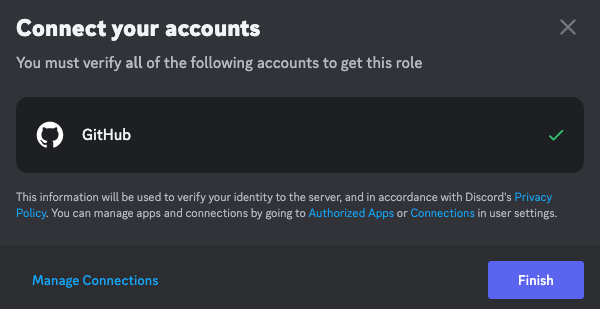 Connect your accounts
You must verify all of the following accounts to get this role
GitHub
This information will be used to verify your identity to the server, and in accordance with Discord's Privacy
Policy. You can manage apps and connections by going to Authorized Apps or Connections in user settings.
Manage Connections
Finish